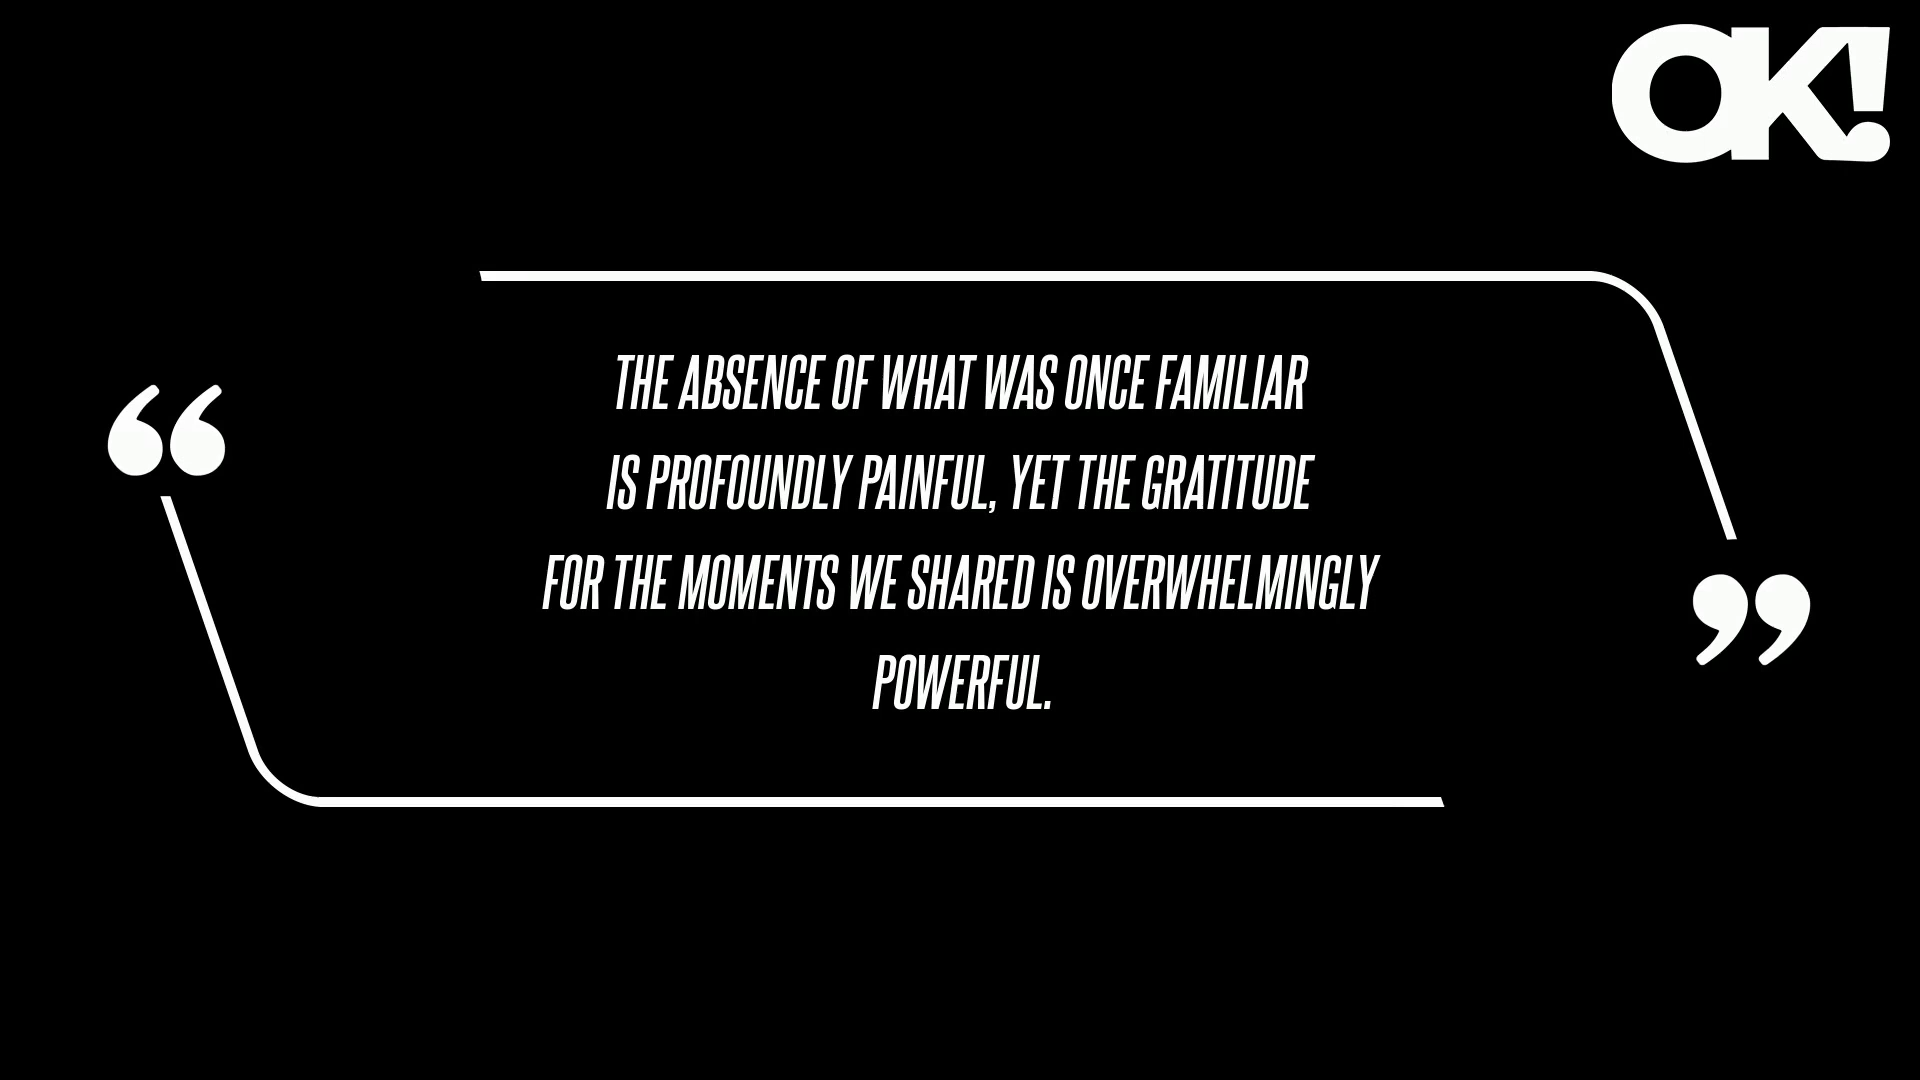 OK!
THE ABSENCE OF WHAT WAS ONCE FAMILIAR
IS PROFOUNDLY PAINFUL, YET THE GRATITUDE
FOR THE MOMENTS WE SHARED IS OVERWHELMINGLY
POWERFUL.